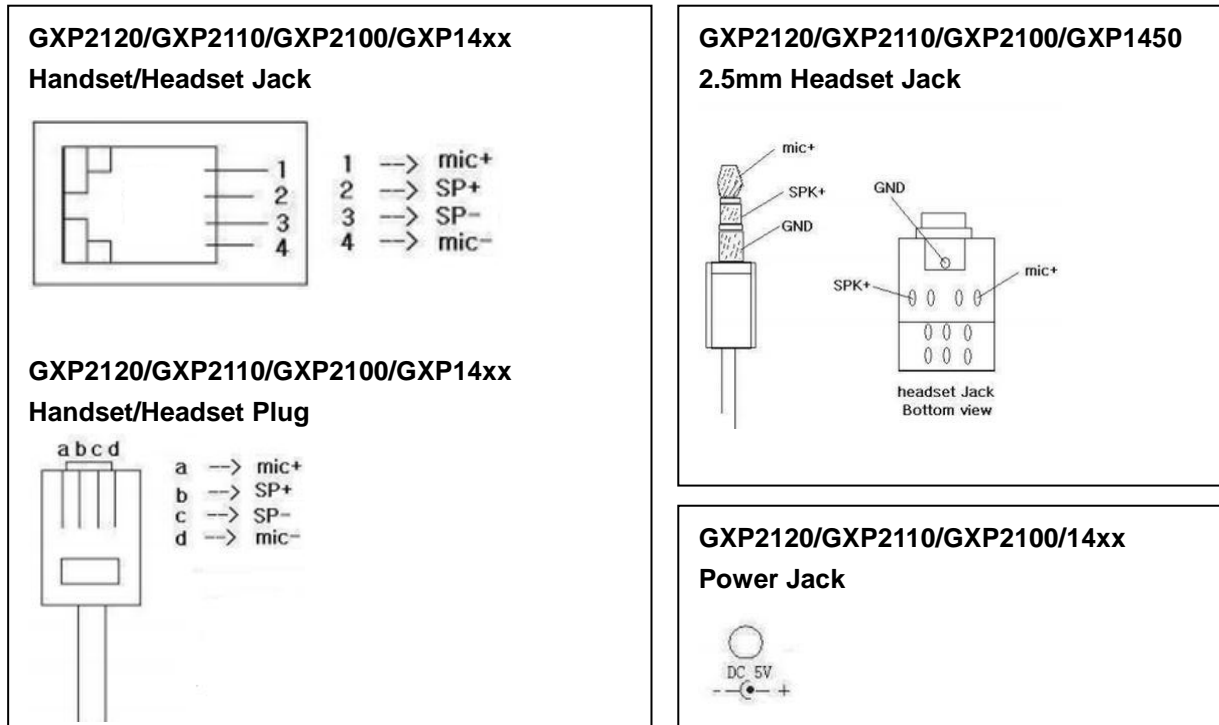 GXP2120/GXP2110/GXP2100/GXP14xx
Handset/Headset Jack
1
2
3
4
1 --> mic+
2 --> SP+
3 --> SP-
4 --> mic-
GXP2120/GXP2110/GXP2100/GXP14xx
Handset/Headset Plug
a b c d
a --> mic+
b --> SP+
c --> SP-
d --> mic-
GXP2120/GXP2110/GXP2100/GXP1450
2.5mm Headset Jack
mic+
SPK+
GND
GND
SPK+
mic+
headset Jack
Bottom view
GXP2120/GXP2110/GXP2100/14xx
Power Jack
DC 5V
- +